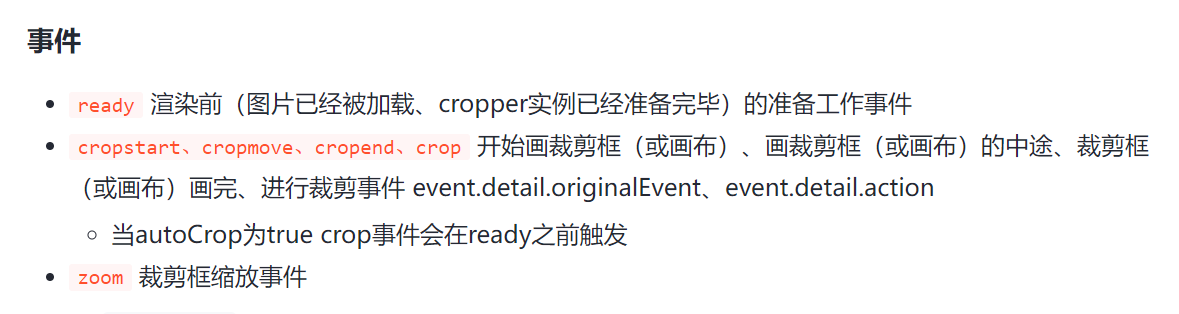 事件
ready 渲染前（图片已经被加载、cropper实例已经准备完毕）的准备工作事件
cropstart、cropmove、cropend、crop 开始画裁剪框（或画布）、画裁剪框（或画布）的中途、裁剪框
（或画布）画完、进行裁剪事件 event.detail.originalEvent、event.detail.action
当autoCrop为true crop事件会在ready之前触发
zoom 裁剪框缩放事件